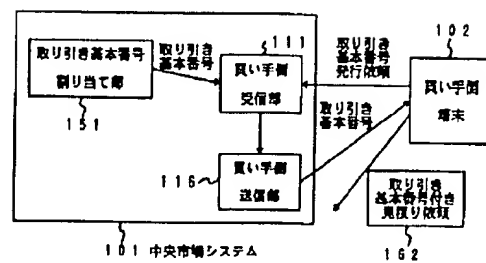 取り引き基本番号
割り当て部
151
取り引き
基本番号
111
買い手側
受信部
取り引き
基本番号
発行依頼
102
買い手側
端末
取り引き
基本番号
116
買い手側
送信部
取り引き
基本番号付き
見積り依頼
162
101 中央市場システム